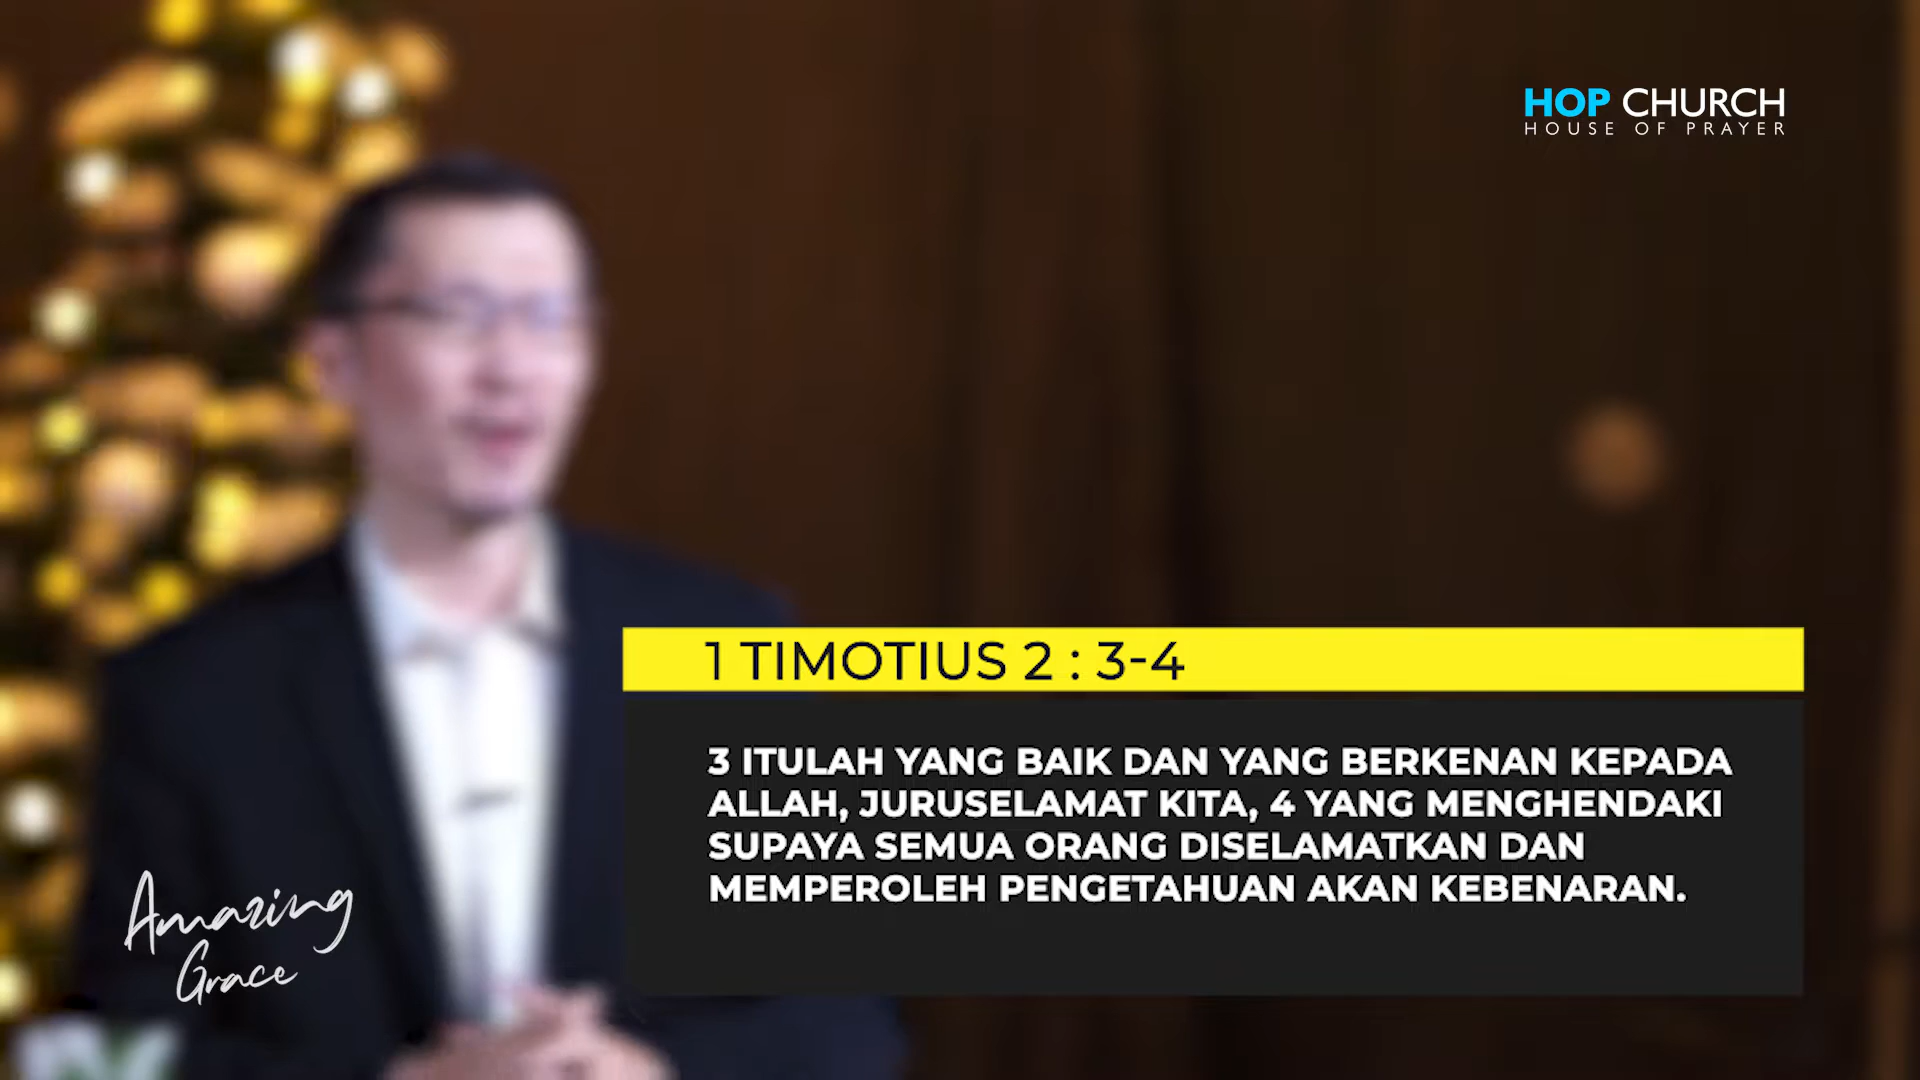 HOP CHURCH
HOUSE OF PRAYER
1 TIMOTIUS 2 : 3-4
3 ITULAH YANG BAIK DAN YANG BERKENAN KEPADA
ALLAH, JURUSELAMAT KITA, 4 YANG MENGHENDAKI
SUPAYA SEMUA ORANG DISELAMATKAN DAN
MEMPEROLEH PENGETAHUAN AKAN KEBENARAN.
Amazing
Grace